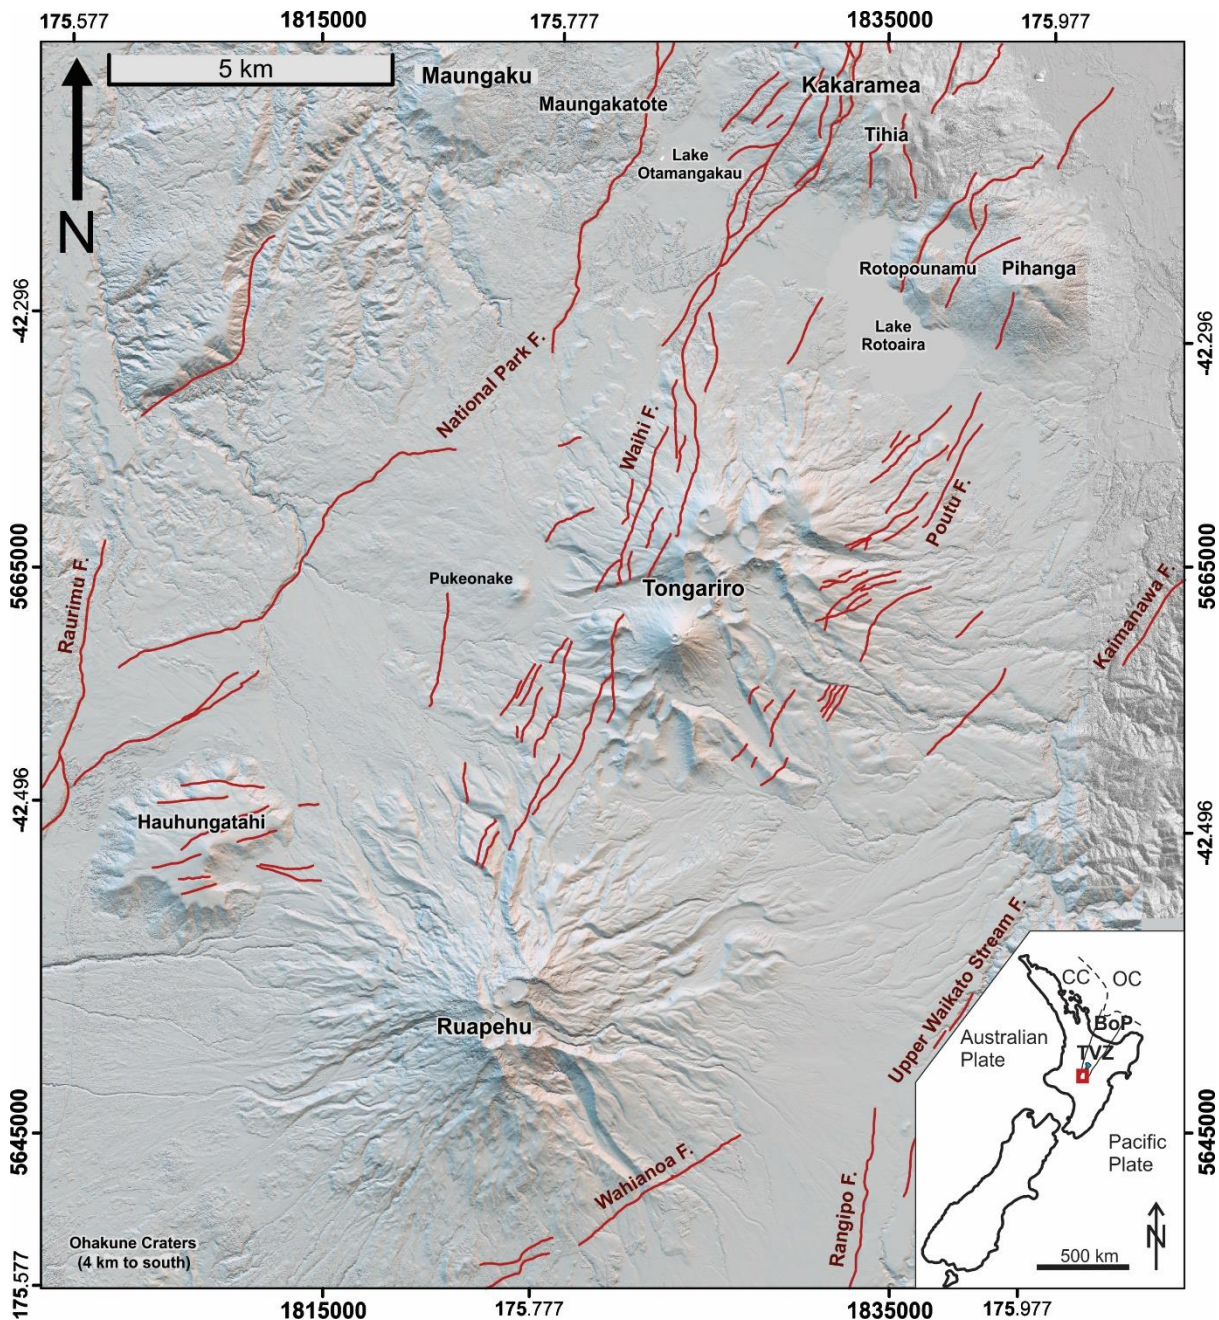 175.577
1815000
175.777
1835000
175.977
5 km
N
Maungaku
Maungakatote
Kakaramea
Tihia
Lake
Otamangakau
Rotopounamu
Pihanga
Lake
Rotoaira
-42.296
-42.296
National Park F.
Waihi F.
Poutu F.
5665000
5665000
Raurimu F.
Pukeonake
Tongariro
Kaimanawa F.
-42.496
-42.496
Hauhungatahi
Upper Waikato Stream F.
Ruapehu
CC
OC
BoP
Australian
Plate
TVZ
5645000
5645000
Pacific
Plate
Wahianoa F.
Rangipo F.
N
500 km
Ohakune Craters
(4 km to south)
175.577
1815000
175.777
1835000
175.977